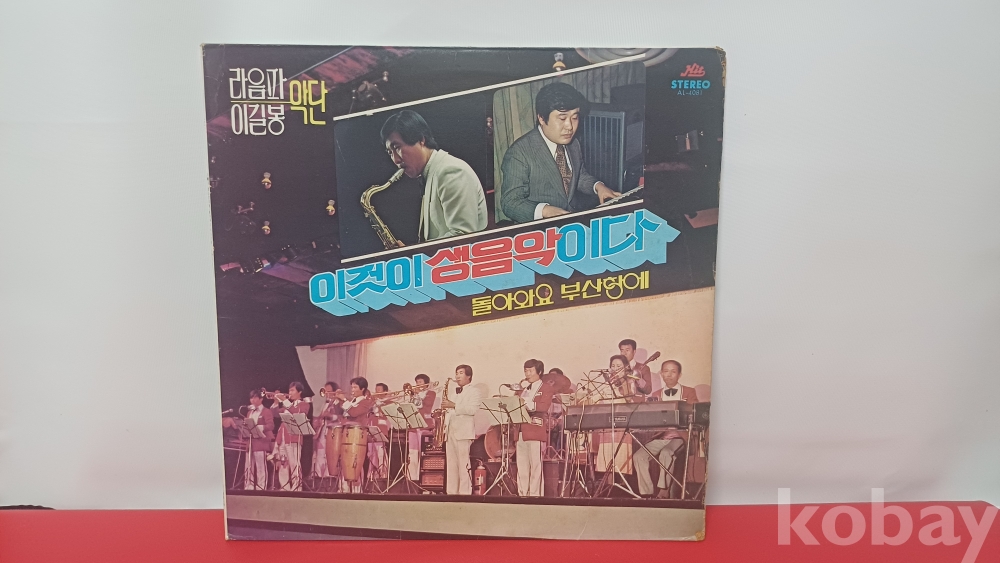 라음파
이길봉
악단
Hit
STEREO
이것이 생음악이다
돌아와요 부산항에
kobay